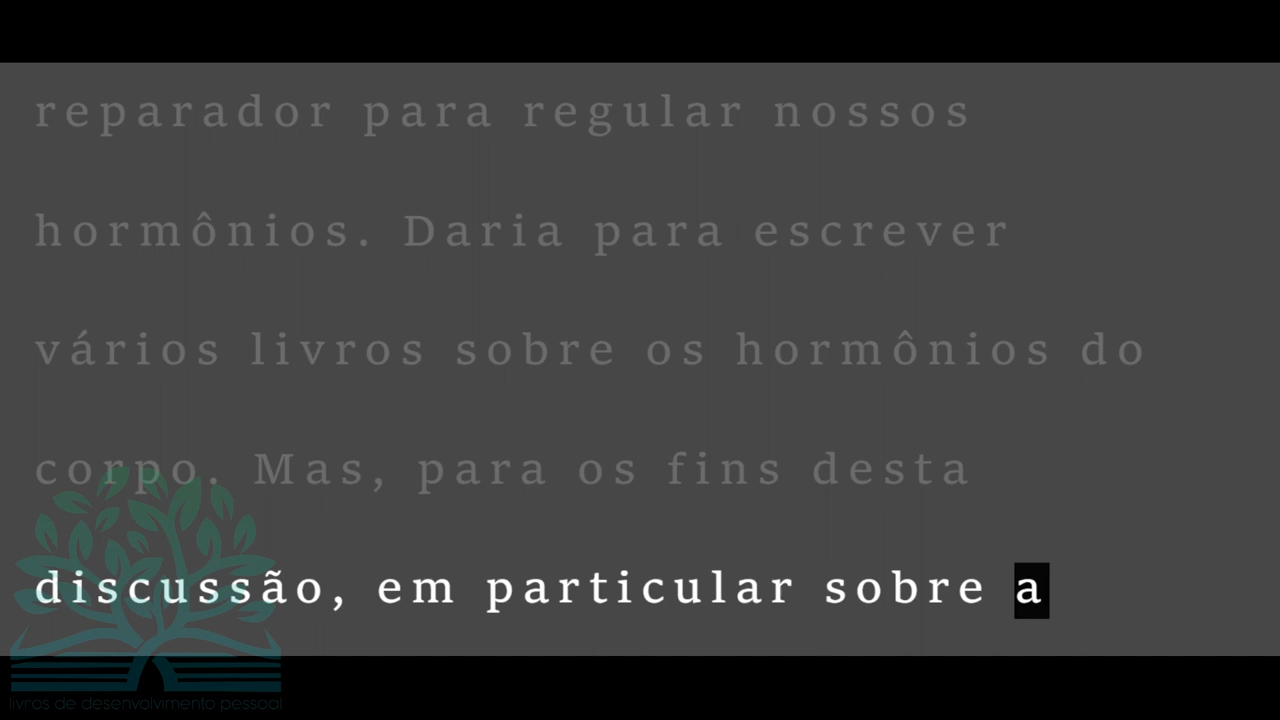 reparador para regular nossos
hormônios. Daria para escrever
vários livros sobre os hormônios do
corpo. Mas, para os fins desta
discussão, em particular sobre a
livros de desenvolvimento pessoal